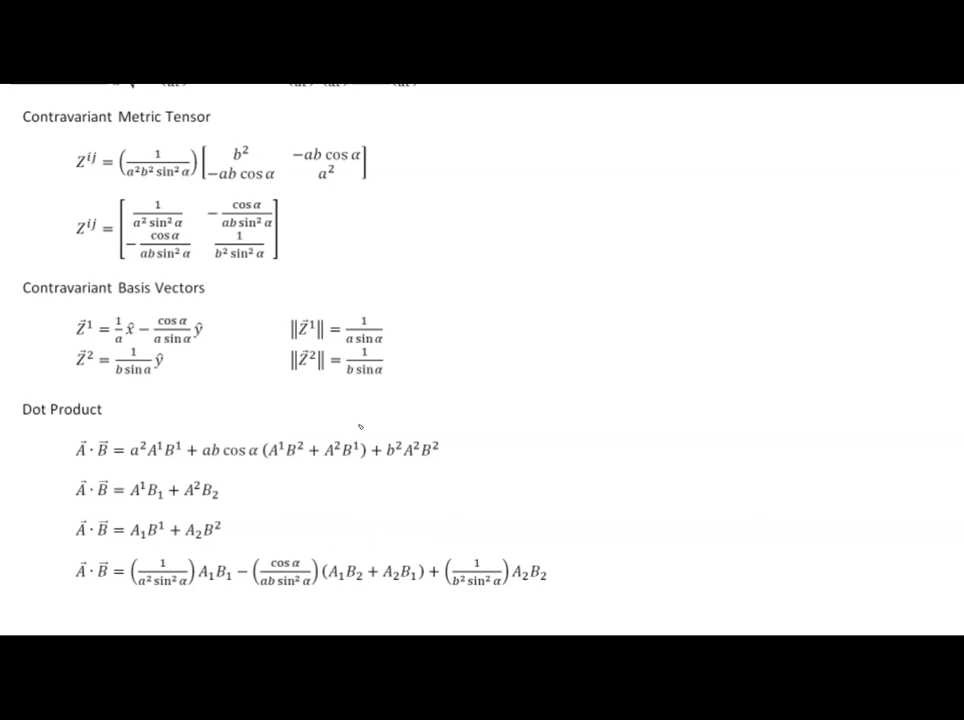 Contravariant Metric Tensor
Z^{ij} = (1/(a²b² sin² α)) [b² −ab cos α; −ab cos α a²]
Z^{ij} = [1/(a² sin² α) −cos α/(ab sin² α); −cos α/(ab sin² α) 1/(b² sin² α)]
Contravariant Basis Vectors
Z⃗¹ = 1/a x̂ − cos α/(a sin α) ŷ ‖Z⃗¹‖ = 1/(a sin α)
Z⃗² = 1/(b sin α) ŷ ‖Z⃗²‖ = 1/(b sin α)
Dot Product
A⃗ · B⃗ = a²A¹B¹ + ab cos α (A¹B² + A²B¹) + b²A²B²
A⃗ · B⃗ = A¹B₁ + A²B₂
A⃗ · B⃗ = A₁B¹ + A₂B²
A⃗ · B⃗ = (1/(a² sin² α)) A₁B₁ − (cos α/(ab sin² α)) (A₁B₂ + A₂B₁) + (1/(b² sin² α)) A₂B₂